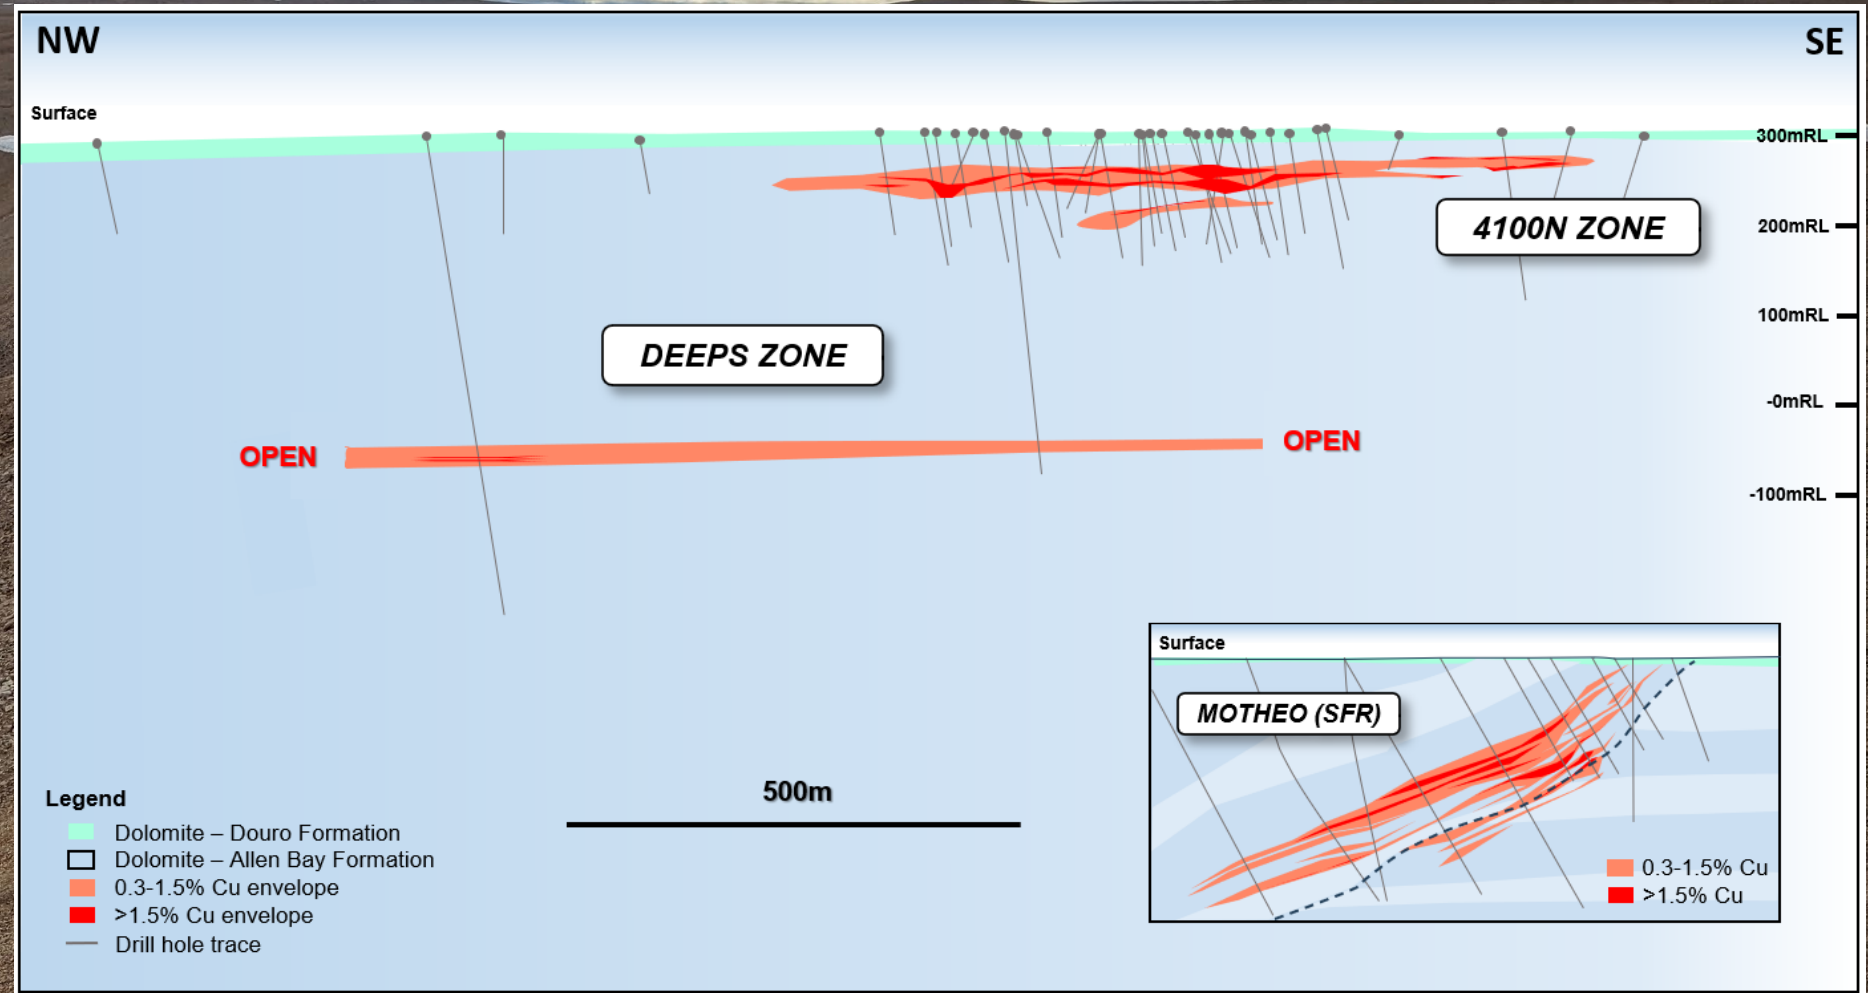 NW
SE
Surface
300mRL
200mRL
4100N ZONE
100mRL
DEEPS ZONE
-0mRL
OPEN
OPEN
-100mRL
Surface
MOTHEO (SFR)
0.3-1.5% Cu
>1.5% Cu
500m
Legend
Dolomite – Douro Formation
Dolomite – Allen Bay Formation
0.3-1.5% Cu envelope
>1.5% Cu envelope
Drill hole trace